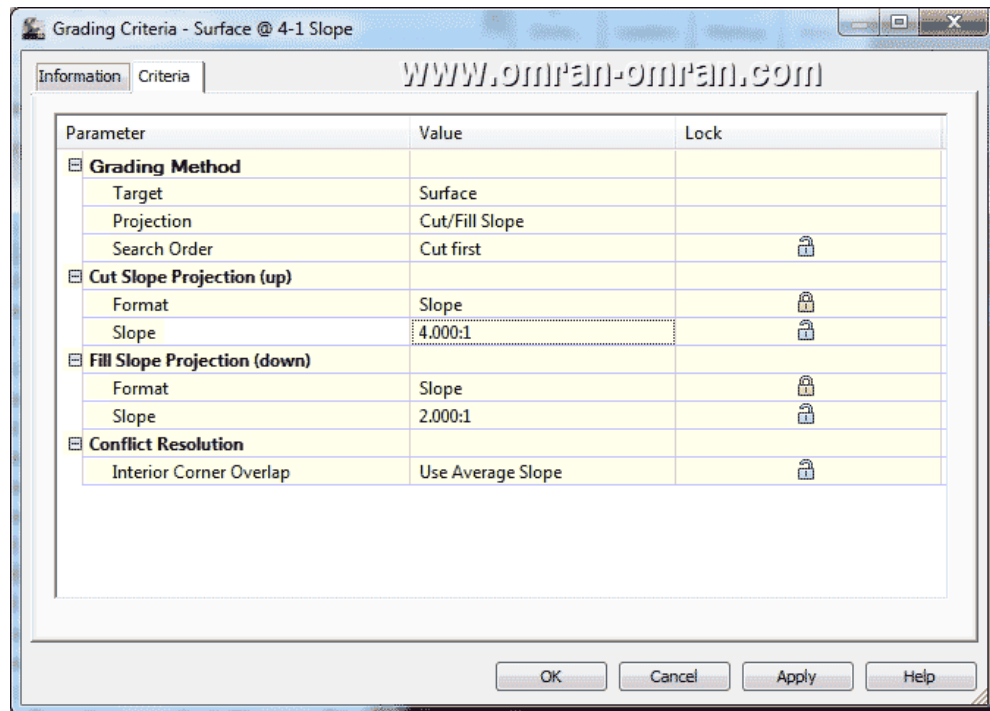 Grading Criteria - Surface @ 4-1 Slope
Information Criteria
www.omran-omran.com
Parameter Value Lock
Grading Method
Target Surface
Projection Cut/Fill Slope
Search Order Cut first
Cut Slope Projection (up)
Format Slope
Slope 4.000:1
Fill Slope Projection (down)
Format Slope
Slope 2.000:1
Conflict Resolution
Interior Corner Overlap Use Average Slope
OK Cancel Apply Help